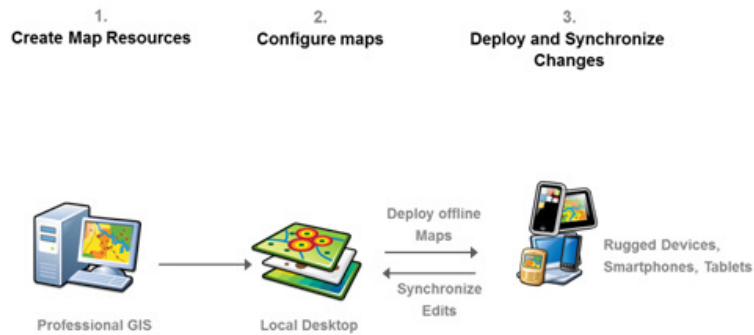 1.
Create Map Resources
2.
Configure maps
3.
Deploy and Synchronize
Changes
Deploy offline
Maps
Synchronize
Edits
Rugged Devices,
Smartphones, Tablets
Professional GIS
Local Desktop